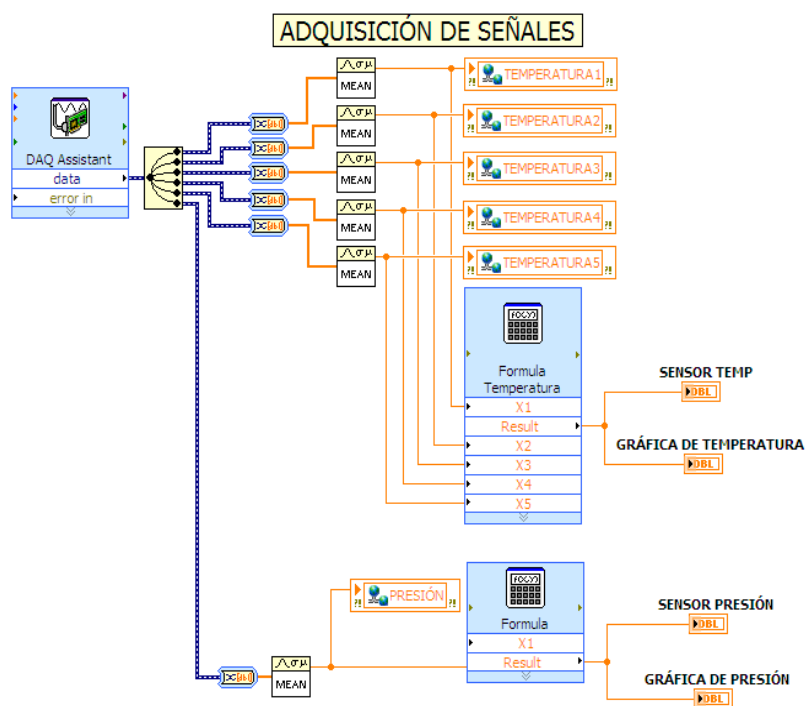 ADQUISICIÓN DE SEÑALES
MEAN
TEMPERATURA1
MEAN
TEMPERATURA2
MEAN
TEMPERATURA3
MEAN
TEMPERATURA4
MEAN
TEMPERATURA5
DAQ Assistant
data
error in
Formula
Temperatura
X1
Result
X2
X3
X4
X5
SENSOR TEMP
DBL
GRÁFICA DE TEMPERATURA
DBL
PRESIÓN
Formula
X1
Result
MEAN
SENSOR PRESIÓN
DBL
GRÁFICA DE PRESIÓN
DBL